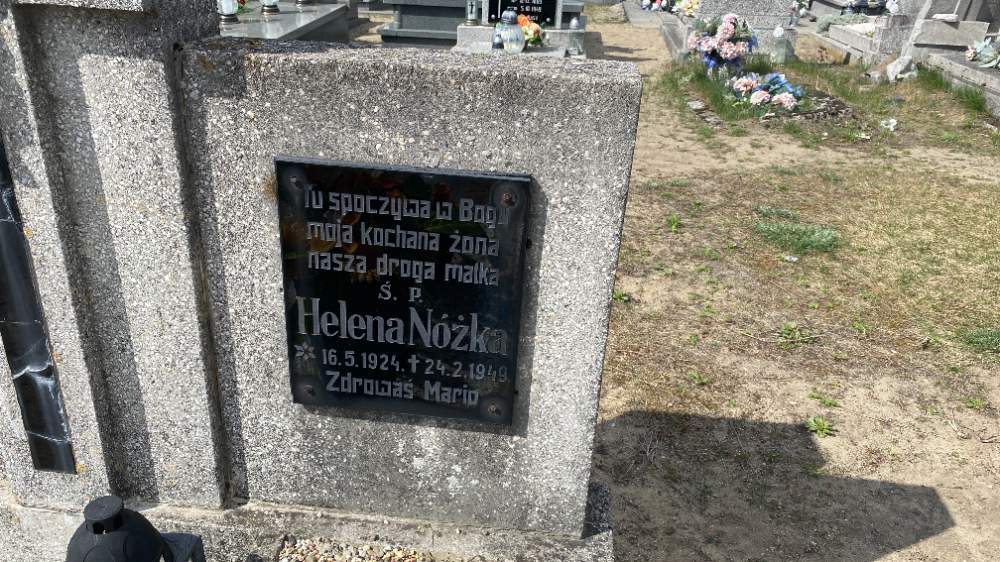 Tu spoczywa w Bogu
moja kochana żona
nasza droga matka
Ś. P.
Helena Nóżka
16.5.1924. ✝ 24.2.1949
Zdrowaś Mario